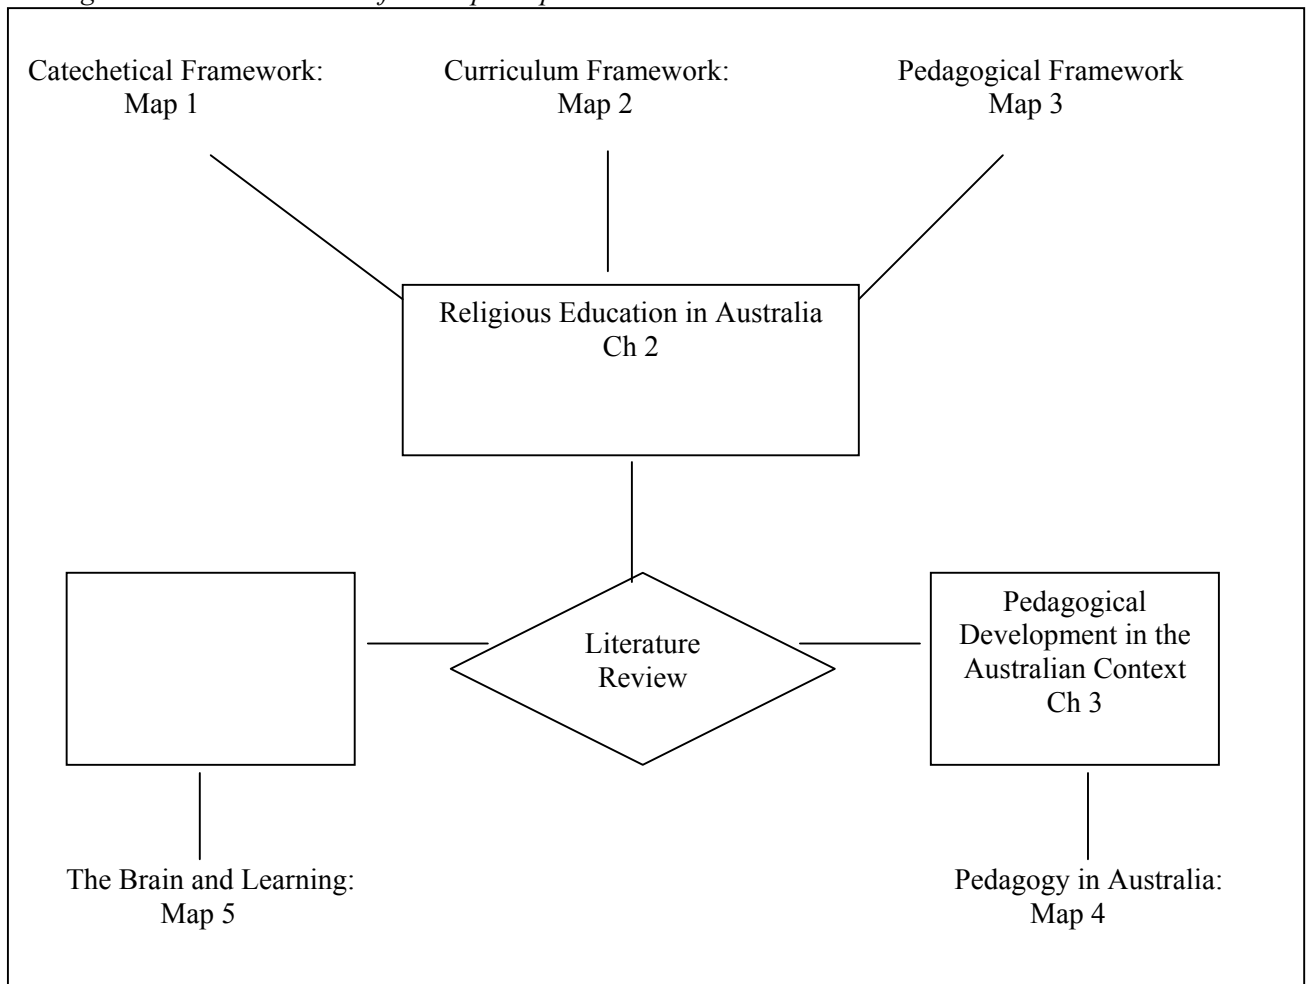 Catechetical Framework:
Map 1
Curriculum Framework:
Map 2
Pedagogical Framework
Map 3
Religious Education in Australia
Ch 2
Literature
Review
Pedagogical
Development in the
Australian Context
Ch 3
The Brain and Learning:
Map 5
Pedagogy in Australia:
Map 4